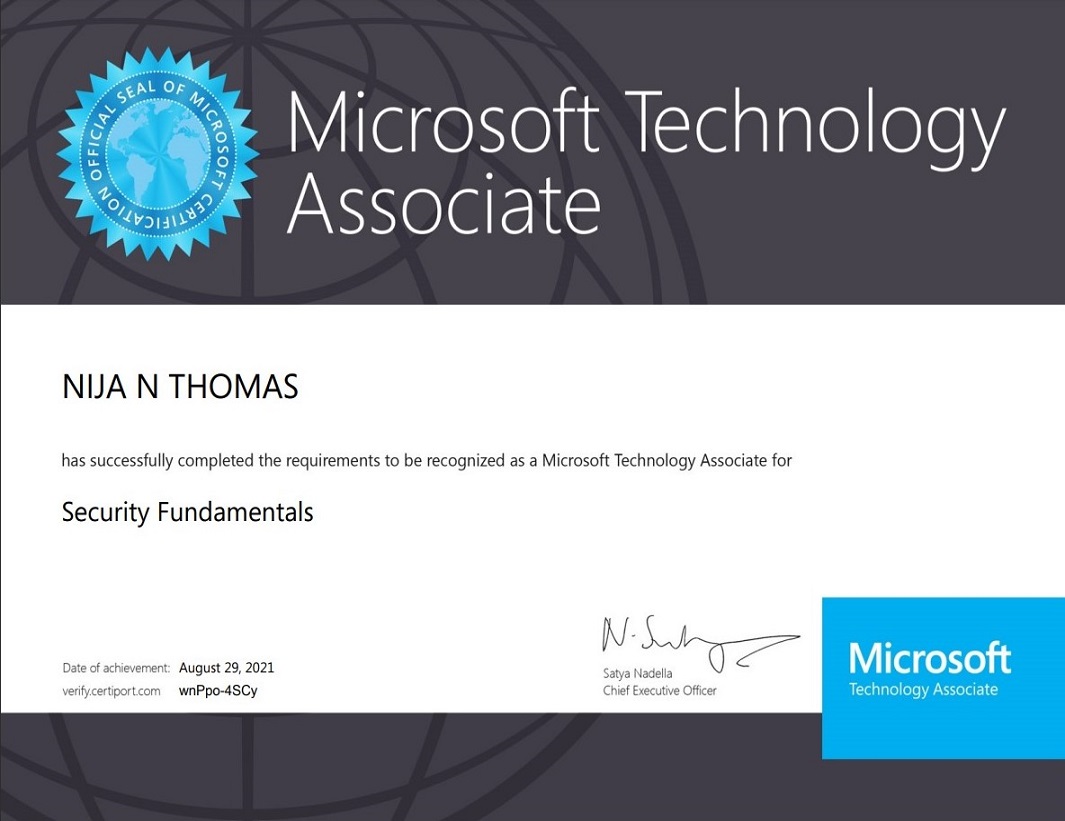 OFFICIAL SEAL OF MICROSOFT CERTIFICATION
Microsoft Technology
Associate
NIJA N THOMAS
has successfully completed the requirements to be recognized as a Microsoft Technology Associate for
Security Fundamentals
N. Satya
Date of achievement: August 29, 2021
verify.certiport.com wnPpo-4SCy
Satya Nadella
Chief Executive Officer
Microsoft
Technology Associate